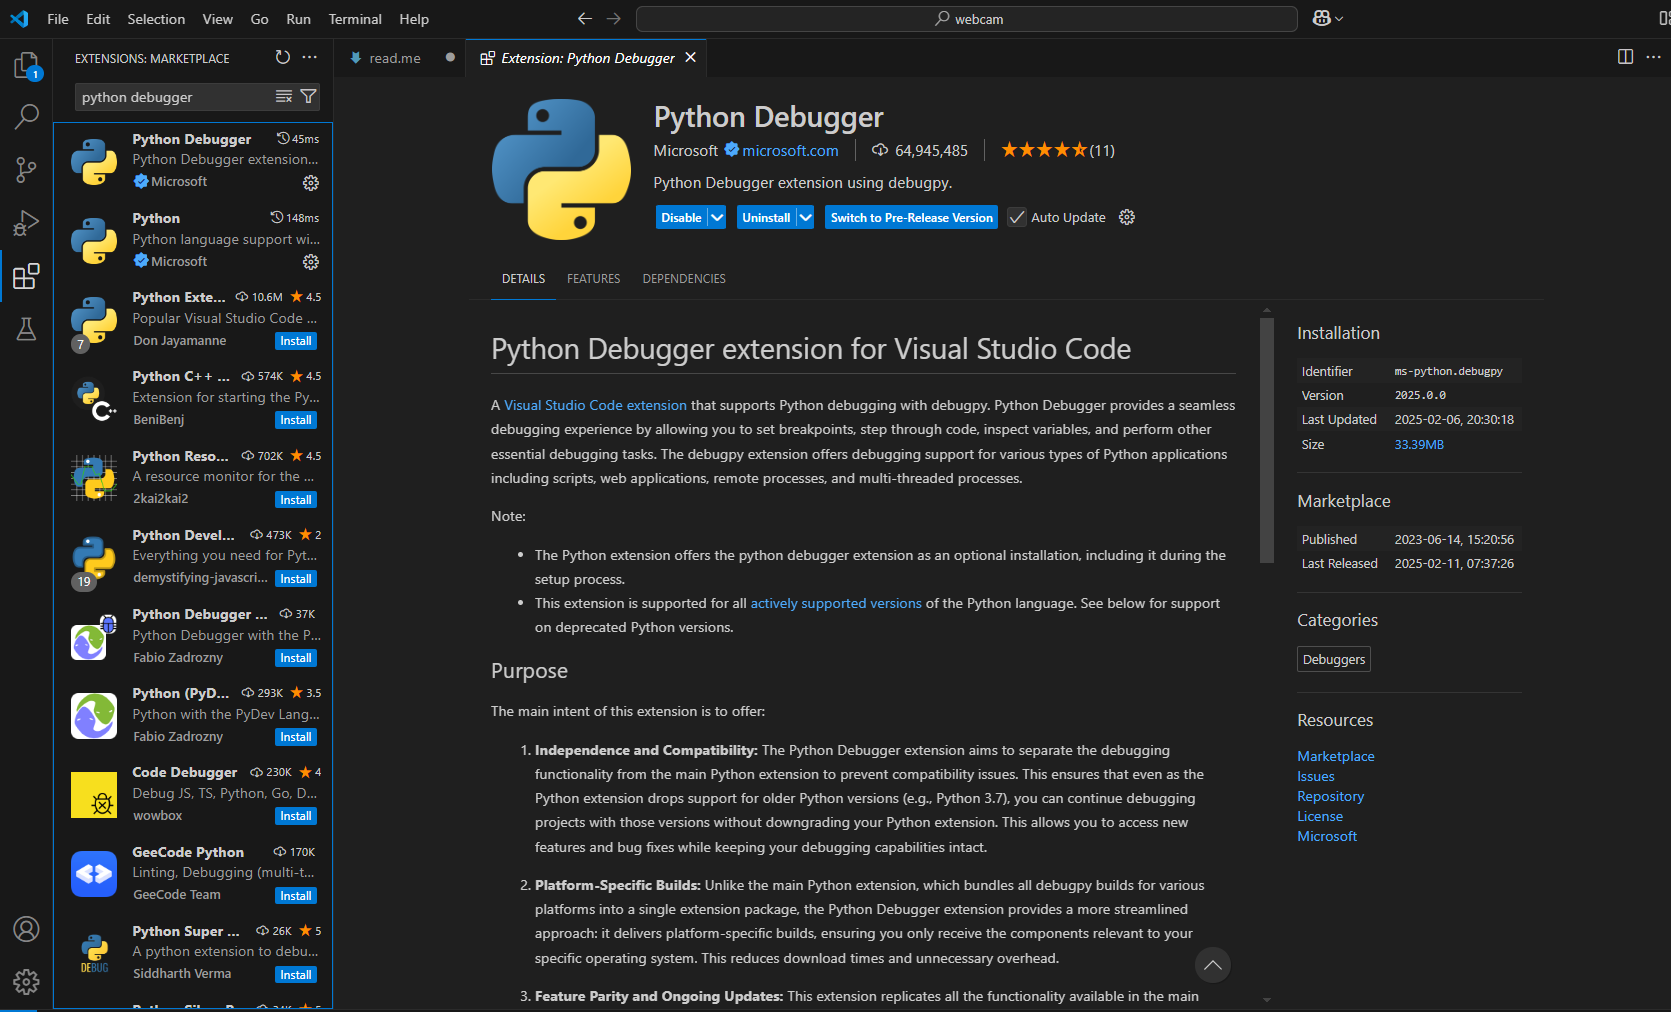 File Edit Selection View Go Run Terminal Help
webcam
1
EXTENSIONS: MARKETPLACE
python debugger
Python Debugger 45ms
Python Debugger extension...
Microsoft
Python 148ms
Python language support wi...
Microsoft
Python Exte... 10.6M 4.5
Popular Visual Studio Code ...
7
Don Jayamanne Install
Python C++ ... 574K 4.5
Extension for starting the Py...
BeniBenj Install
Python Reso... 702K 4.5
A resource monitor for the ...
2kai2kai2 Install
Python Devel... 473K 2
Everything you need for Pyt...
19
demystifying-javascri... Install
Python Debugger ... 37K
Python Debugger with the P...
Fabio Zadrozny Install
Python (PyD... 293K 3.5
Python with the PyDev Lang...
Fabio Zadrozny Install
Code Debugger 230K 4
Debug JS, TS, Python, Go, D...
wowbox Install
GeeCode Python 170K
Linting, Debugging (multi-t...
GeeCode Team Install
Python Super ... 26K 5
A python extension to debu...
DEBUG
Siddharth Verma Install
read.me
Extension: Python Debugger
Python Debugger
Microsoft microsoft.com 64,945,485 (11)
Python Debugger extension using debugpy.
Disable Uninstall Switch to Pre-Release Version Auto Update
DETAILS FEATURES DEPENDENCIES
Python Debugger extension for Visual Studio Code
A Visual Studio Code extension that supports Python debugging with debugpy. Python Debugger provides a seamless
debugging experience by allowing you to set breakpoints, step through code, inspect variables, and perform other
essential debugging tasks. The debugpy extension offers debugging support for various types of Python applications
including scripts, web applications, remote processes, and multi-threaded processes.
Note:
• The Python extension offers the python debugger extension as an optional installation, including it during the
setup process.
• This extension is supported for all actively supported versions of the Python language. See below for support
on deprecated Python versions.
Purpose
The main intent of this extension is to offer:
1. Independence and Compatibility: The Python Debugger extension aims to separate the debugging
functionality from the main Python extension to prevent compatibility issues. This ensures that even as the
Python extension drops support for older Python versions (e.g., Python 3.7), you can continue debugging
projects with those versions without downgrading your Python extension. This allows you to access new
features and bug fixes while keeping your debugging capabilities intact.
2. Platform-Specific Builds: Unlike the main Python extension, which bundles all debugpy builds for various
platforms into a single extension package, the Python Debugger extension provides a more streamlined
approach: it delivers platform-specific builds, ensuring you only receive the components relevant to your
specific operating system. This reduces download times and unnecessary overhead.
3. Feature Parity and Ongoing Updates: This extension replicates all the functionality available in the main
Installation
Identifier ms-python.debugpy
Version 2025.0.0
Last Updated 2025-02-06, 20:30:18
Size 33.39MB
Marketplace
Published 2023-06-14, 15:20:56
Last Released 2025-02-11, 07:37:26
Categories
Debuggers
Resources
Marketplace
Issues
Repository
License
Microsoft